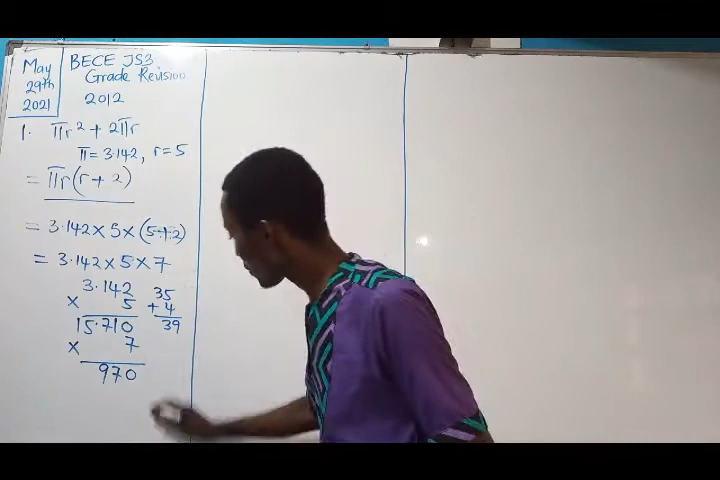 May
29th
2021
BECE JS3
Grade Revision
2012
1. πr² + 2πr
π = 3.142, r = 5
= πr(r + 2)
= 3.142 × 5 × (5+2)
= 3.142 × 5 × 7
3.142
× 5
15.710
× 7
970
35
+ 4
39